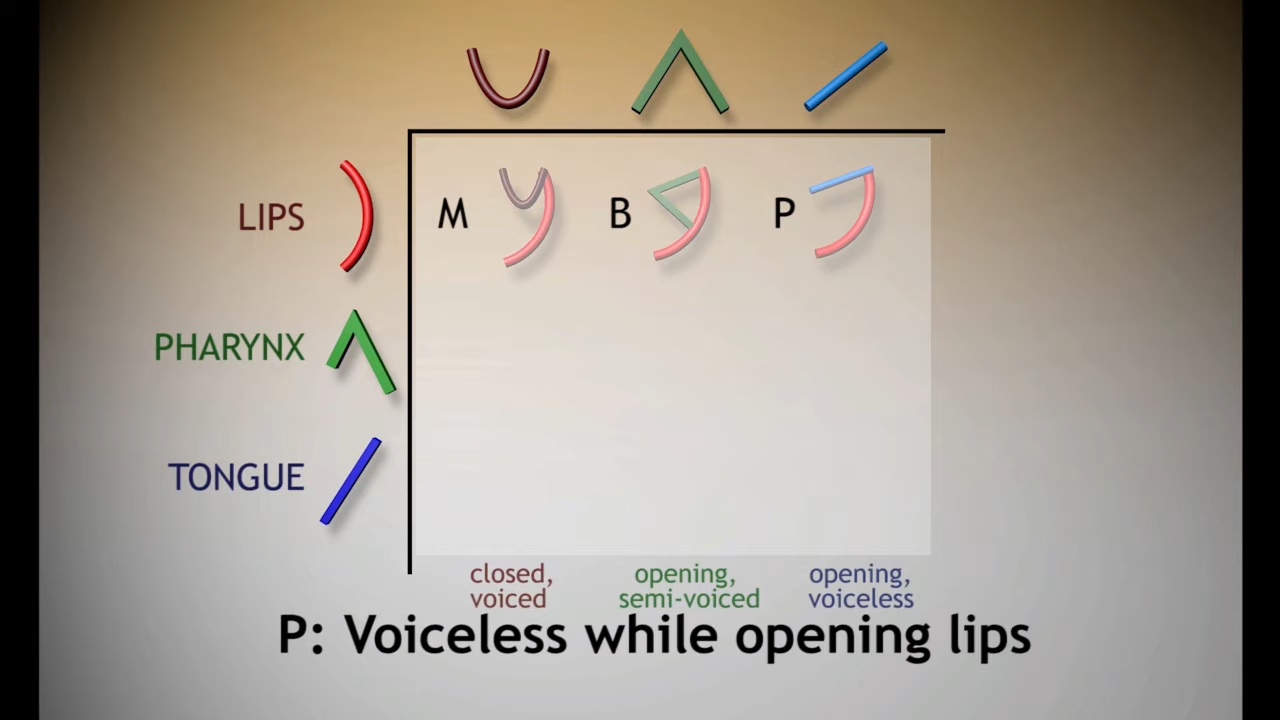 LIPS
M
B
P
PHARYNX
TONGUE
closed,
voiced
opening,
semi-voiced
opening,
voiceless
P: Voiceless while opening lips